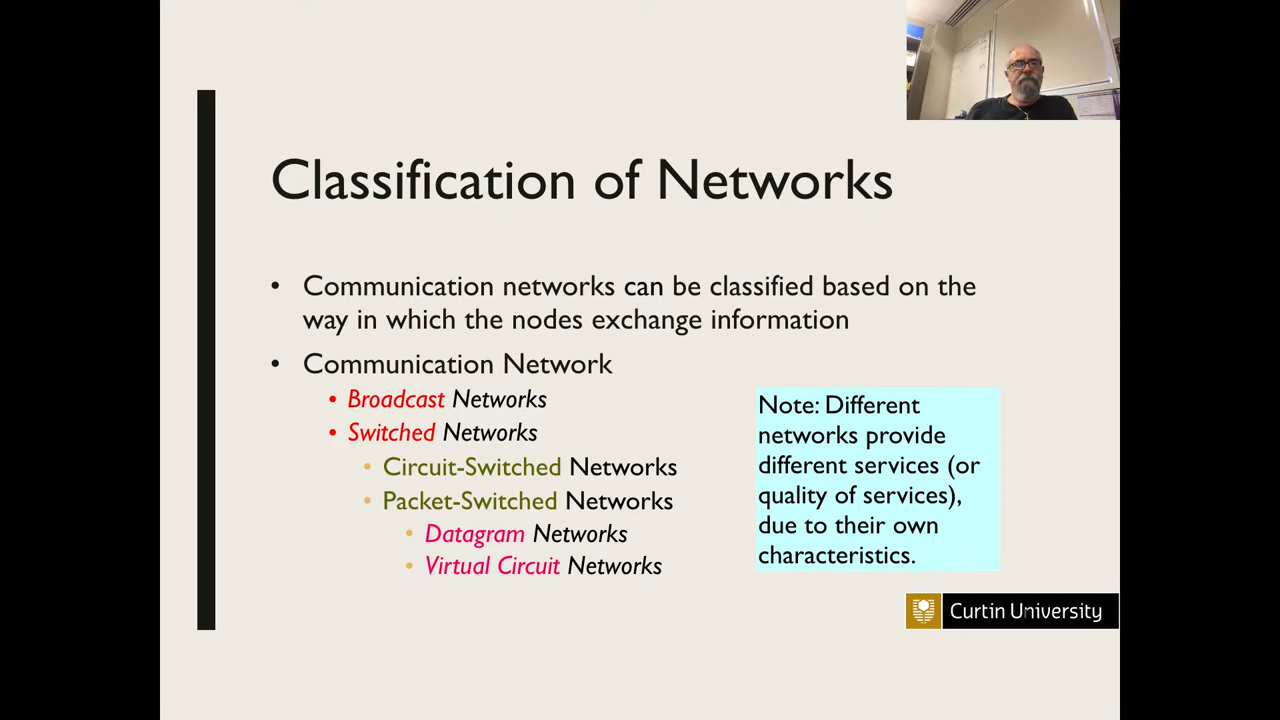 Classification of Networks
• Communication networks can be classified based on the
way in which the nodes exchange information
• Communication Network
• Broadcast Networks
• Switched Networks
• Circuit-Switched Networks
• Packet-Switched Networks
• Datagram Networks
• Virtual Circuit Networks
Note: Different
networks provide
different services (or
quality of services),
due to their own
characteristics.
Curtin University